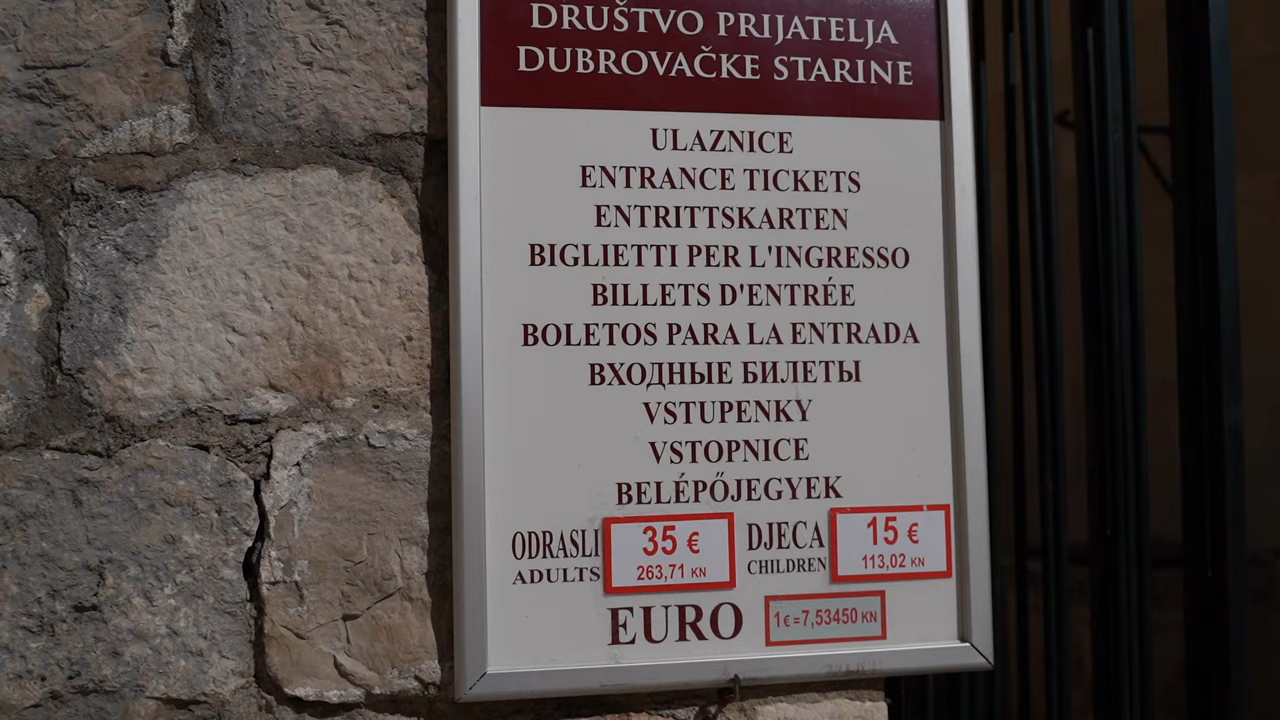 DRUŠTVO PRIJATELJA
DUBROVAČKE STARINE
ULAZNICE
ENTRANCE TICKETS
ENTRITTSKARTEN
BIGLIETTI PER L'INGRESSO
BILLETS D'ENTRÉE
BOLETOS PARA LA ENTRADA
ВХОДНЫЕ БИЛЕТЫ
VSTUPENKY
VSTOPNICE
BELÉPŐJEGYEK
ODRASLI 35 € DJECA 15 €
ADULTS 263,71 KN CHILDREN 113,02 KN
EURO 1 € = 7,53450 KN